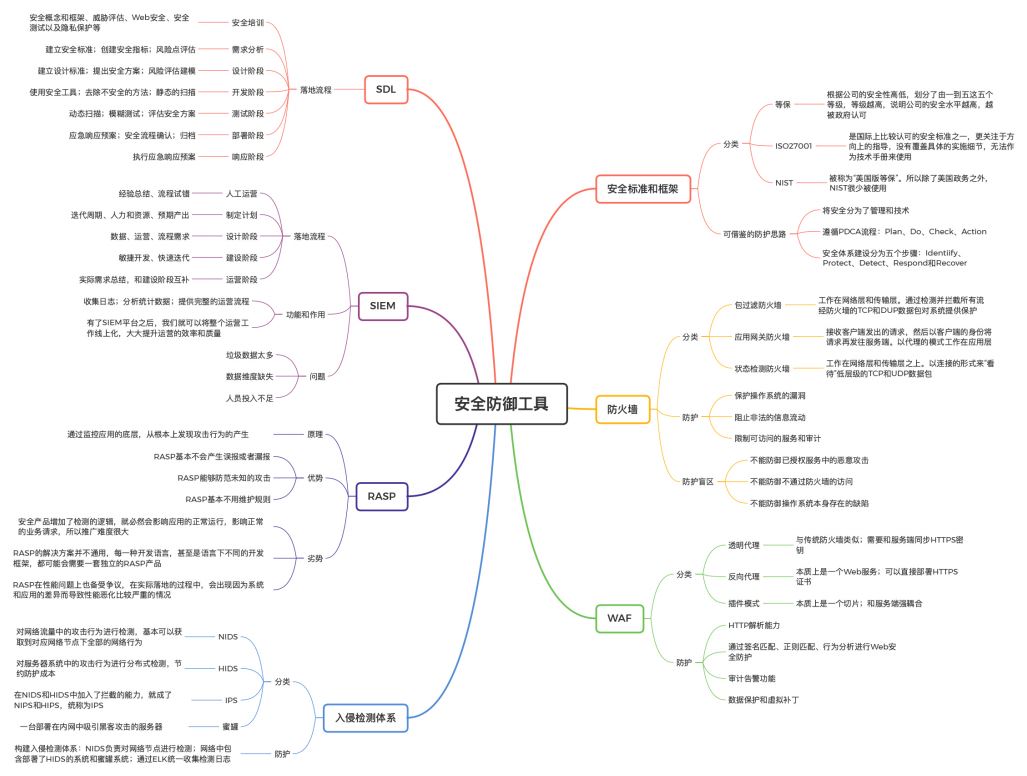 安全防御工具
SDL
落地流程
安全培训
安全概念和框架、威胁评估、Web安全、安全
测试以及隐私保护等
需求分析
建立安全标准；创建安全指标；风险点评估
设计阶段
建立设计标准；提出安全方案；风险评估建模
开发阶段
使用安全工具；去除不安全的方法；静态的扫描
测试阶段
动态扫描；模糊测试；评估安全方案
部署阶段
应急响应预案；安全流程确认；归档
响应阶段
执行应急响应预案
SIEM
落地流程
人工运营
经验总结、流程试错
制定计划
迭代周期、人力和资源、预期产出
设计阶段
数据、运营、流程需求
建设阶段
敏捷开发、快速迭代
运营阶段
实际需求总结，和建设阶段互补
功能和作用
收集日志；分析统计数据；提供完整的运营流程
有了SIEM平台之后，我们就可以将整个运营工
作线上化，大大提升运营的效率和质量
问题
垃圾数据太多
数据维度缺失
人员投入不足
RASP
原理
通过监控应用的底层，从根本上发现攻击行为的产生
优势
RASP基本不会产生误报或者漏报
RASP能够防范未知的攻击
RASP基本不用维护规则
劣势
安全产品增加了检测的逻辑，就必然会影响应用的正常运行，影响正常
的业务请求，所以推广难度很大
RASP的解决方案并不通用，每一种开发语言，甚至是语言下不同的开发
框架，都可能会需要一套独立的RASP产品
RASP在性能问题上也备受争议，在实际落地的过程中，会出现因为系统
和应用的差异而导致性能恶化比较严重的情况
入侵检测体系
分类
NIDS
对网络流量中的攻击行为进行检测，基本可以获
取到对应网络节点下全部的网络行为
HIDS
对服务器系统中的攻击行为进行分布式检测，节
约防护成本
IPS
在NIDS和HIDS中加入了拦截的能力，就成了
NIPS和HIPS，统称为IPS
蜜罐
一台部署在内网中吸引黑客攻击的服务器
防护
构建入侵检测体系：NIDS负责对网络节点进行检测；网络中包
含部署了HIDS的系统和蜜罐系统；通过ELK统一收集检测日志
安全标准和框架
分类
等保
根据公司的安全性高低，划分了由一到五这五个
等级，等级越高，说明公司的安全水平越高，越
被政府认可
ISO27001
是国际上比较认可的安全标准之一，更关注于方
向上的指导，没有覆盖具体的实施细节，无法作
为技术手册来使用
NIST
被称为“美国版等保”。所以除了美国政务之外，
NIST很少被使用
可借鉴的防护思路
将安全分为了管理和技术
遵循PDCA流程：Plan、Do、Check、Action
安全体系建设分为五个步骤：Identiify、
Protect、Detect、Respond和Recover
防火墙
分类
包过滤防火墙
工作在网络层和传输层。通过检测并拦截所有流
经防火墙的TCP和DUP数据包对系统提供保护
应用网关防火墙
接收客户端发出的请求，然后以客户端的身份将
请求再发往服务端。以代理的模式工作在应用层
状态检测防火墙
工作在网络层和传输层之上。以连接的形式来“看
待”低层级的TCP和UDP数据包
防护
保护操作系统的漏洞
阻止非法的信息流动
限制可访问的服务和审计
防护盲区
不能防御已授权服务中的恶意攻击
不能防御不通过防火墙的访问
不能防御操作系统本身存在的缺陷
WAF
分类
透明代理
与传统防火墙类似；需要和服务端同步HTTPS密
钥
反向代理
本质上是一个Web服务；可以直接部署HTTPS
证书
插件模式
本质上是一个切片；和服务端强耦合
防护
HTTP解析能力
通过签名匹配、正则匹配、行为分析进行Web安
全防护
审计告警功能
数据保护和虚拟补丁